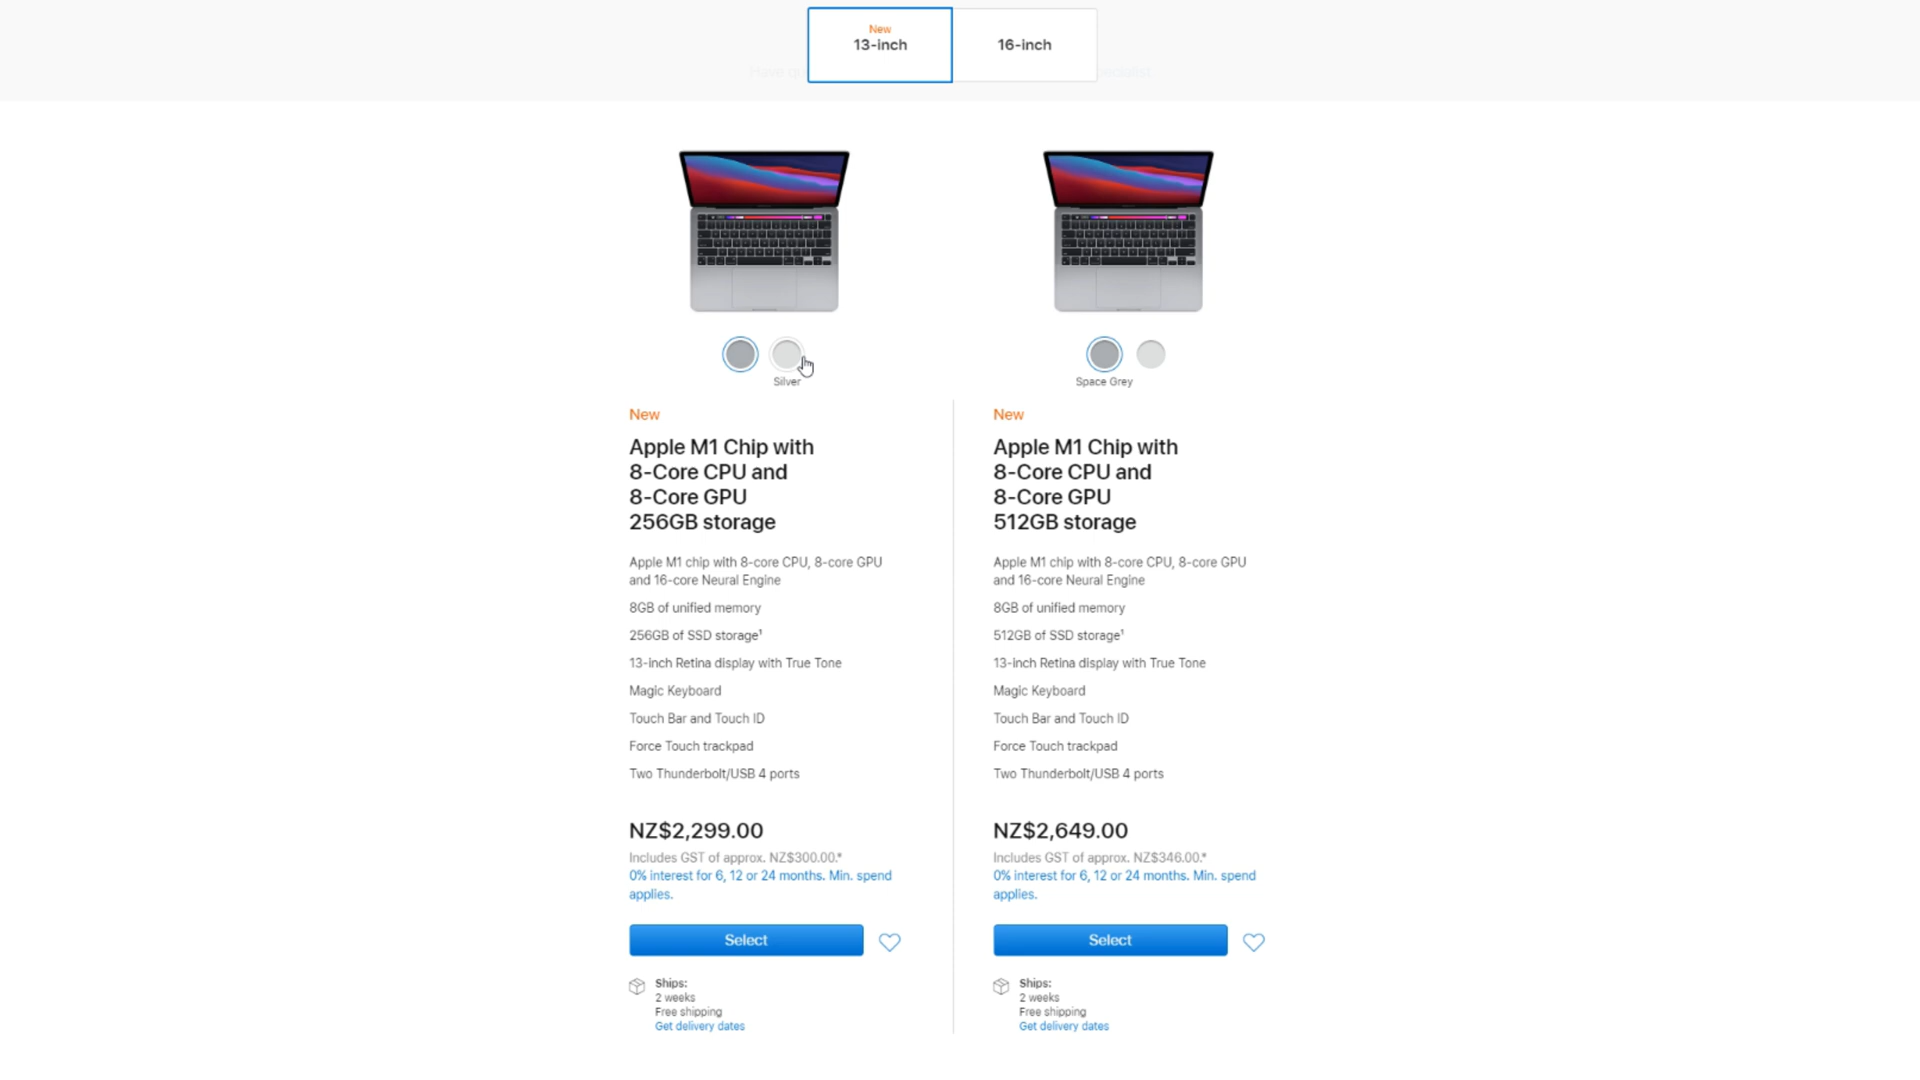 New
13-inch
16-inch
Silver
Space Grey
New
Apple M1 Chip with
8-Core CPU and
8-Core GPU
256GB storage
Apple M1 chip with 8-core CPU, 8-core GPU
and 16-core Neural Engine
8GB of unified memory
256GB of SSD storage¹
13-inch Retina display with True Tone
Magic Keyboard
Touch Bar and Touch ID
Force Touch trackpad
Two Thunderbolt/USB 4 ports
NZ$2,299.00
Includes GST of approx. NZ$300.00.*
0% interest for 6, 12 or 24 months. Min. spend
applies.
Select
Ships:
2 weeks
Free shipping
Get delivery dates
New
Apple M1 Chip with
8-Core CPU and
8-Core GPU
512GB storage
Apple M1 chip with 8-core CPU, 8-core GPU
and 16-core Neural Engine
8GB of unified memory
512GB of SSD storage¹
13-inch Retina display with True Tone
Magic Keyboard
Touch Bar and Touch ID
Force Touch trackpad
Two Thunderbolt/USB 4 ports
NZ$2,649.00
Includes GST of approx. NZ$346.00.*
0% interest for 6, 12 or 24 months. Min. spend
applies.
Select
Ships:
2 weeks
Free shipping
Get delivery dates